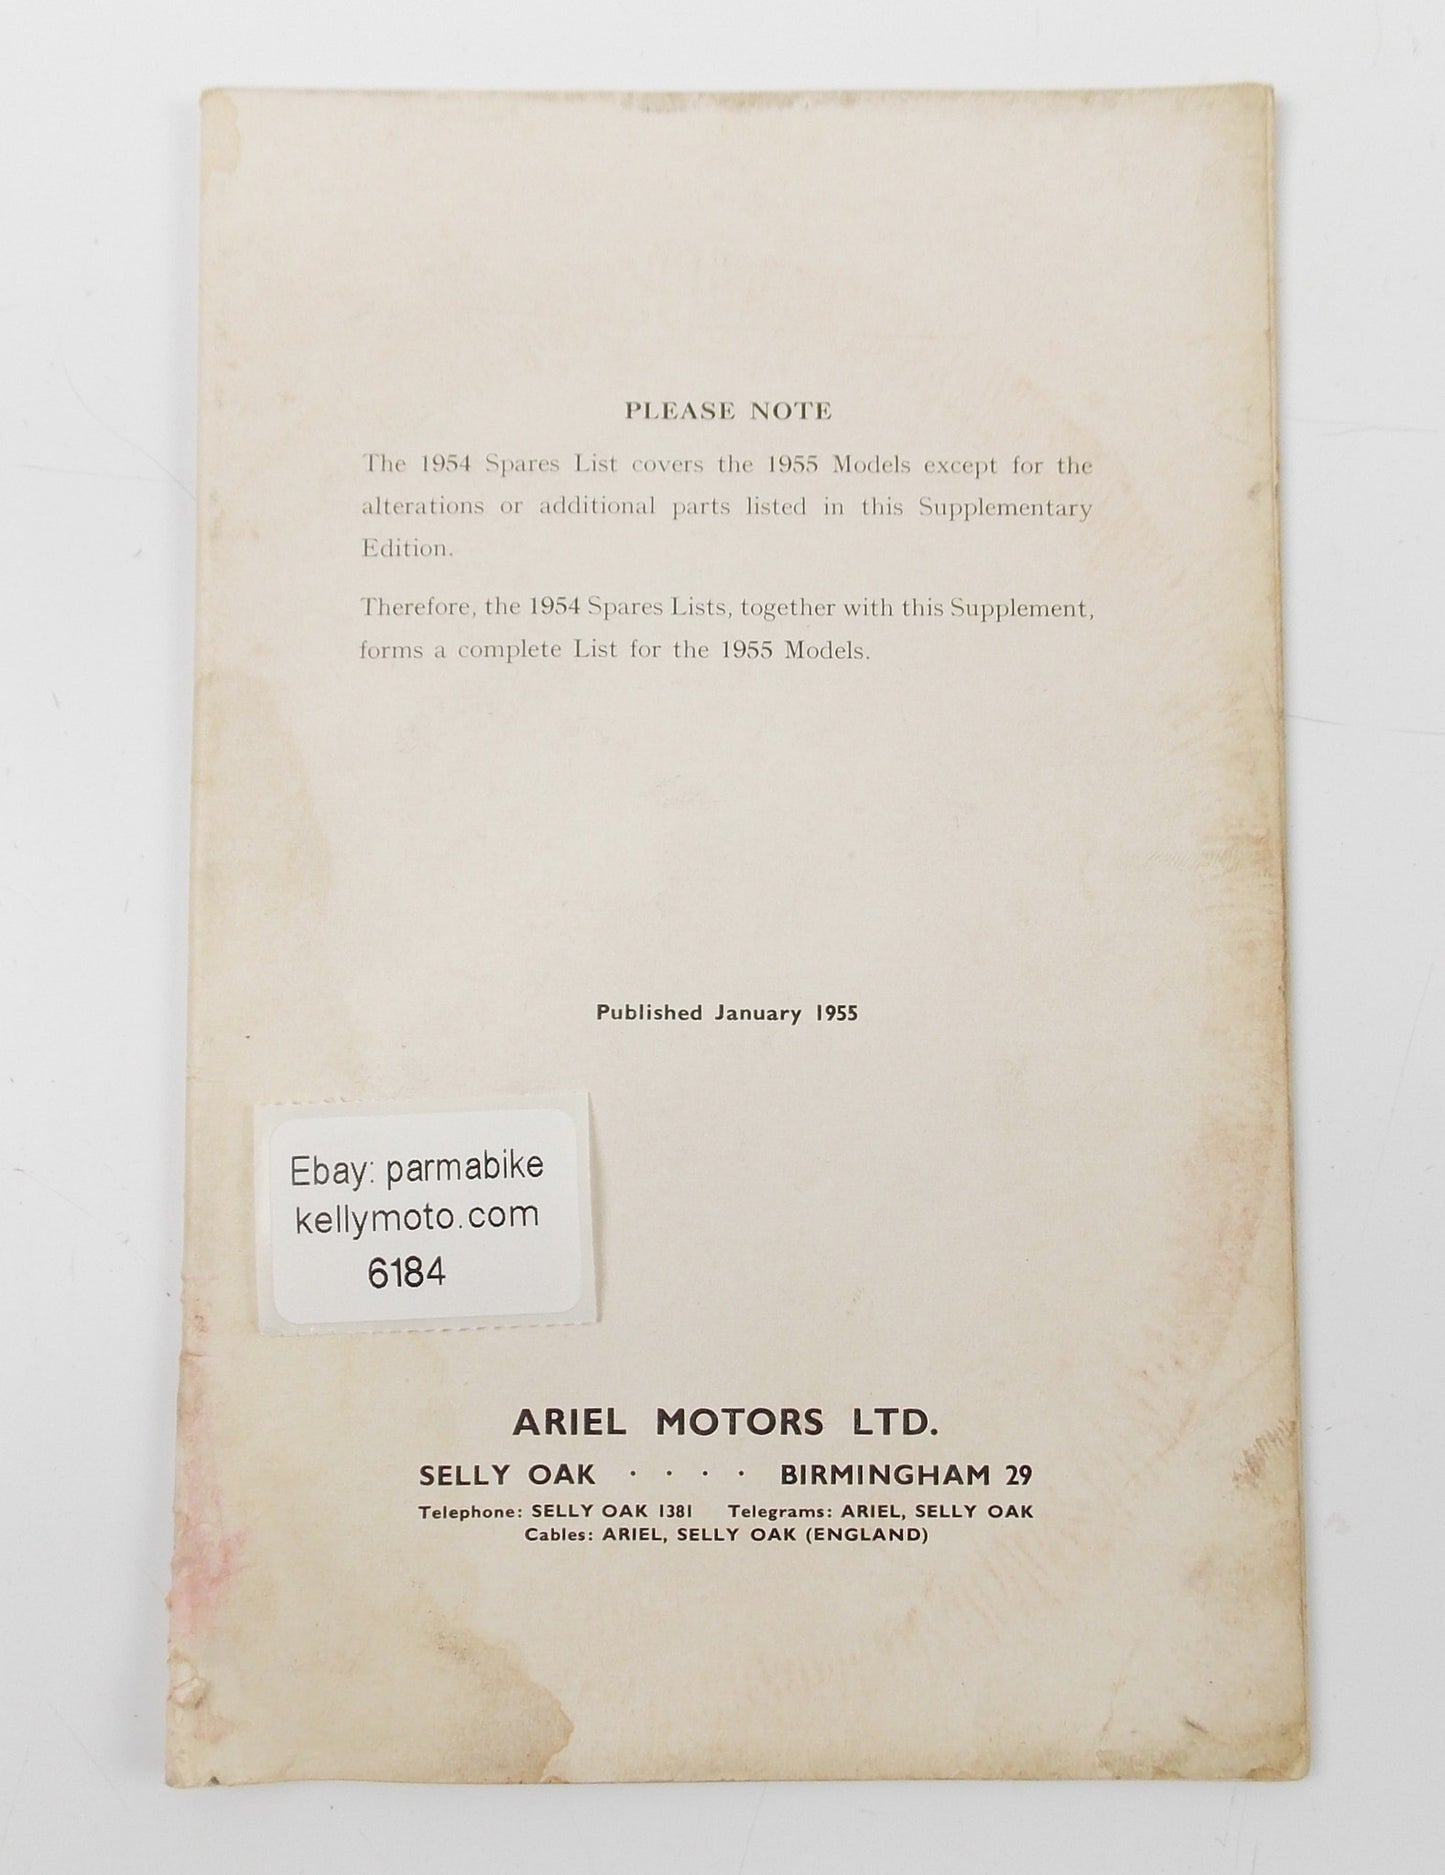 PLEASE NOTE
The 1954 Spares List covers the 1955 Models except for the
alterations or additional parts listed in this Supplementary
Edition.
Therefore, the 1954 Spares Lists, together with this Supplement,
forms a complete List for the 1955 Models.
Published January 1955
Ebay: parmabike
kellymoto.com
6184
ARIEL MOTORS LTD.
SELLY OAK · · · · BIRMINGHAM 29
Telephone: SELLY OAK 1381 Telegrams: ARIEL, SELLY OAK
Cables: ARIEL, SELLY OAK (ENGLAND)